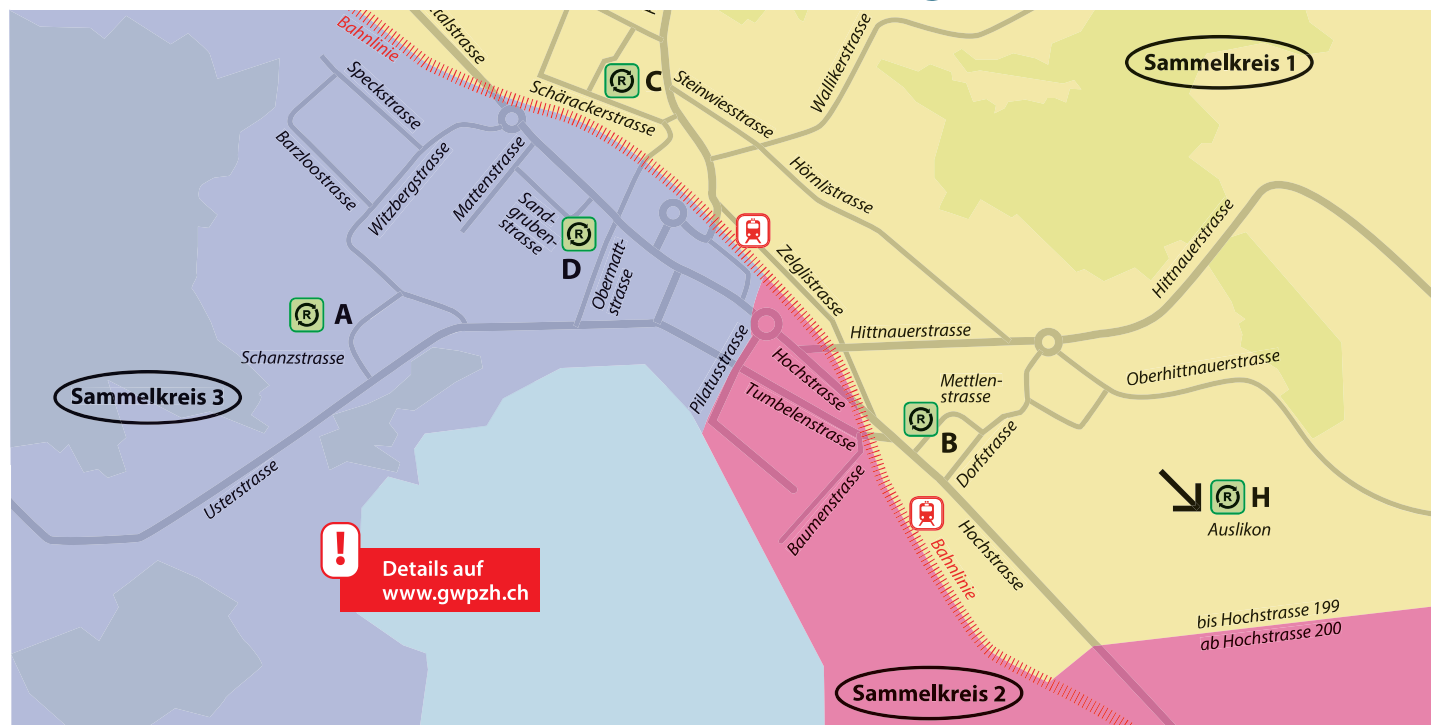 Bahnlinie
talstrasse
Speckstrasse
Barzloostrasse
Witzbergstrasse
Mattenstrasse
Sand-
gruben-
strasse
R
D
Obermatt-
strasse
R
A
Schanzstrasse
Sammelkreis 3
Usterstrasse
!
Details auf
www.gwpzh.ch
R
C
Schärackerstrasse
Steinwiesstrasse
Wallikerstrasse
Sammelkreis 1
Hörnlistrasse
Zelglistrasse
Hittnauerstrasse
Hittnauerstrasse
Pilatusstrasse
Hochstrasse
Tumbelenstrasse
Baumenstrasse
Mettlen-
strasse
R
B
Dorfstrasse
Oberhittnauerstrasse
R
H
Auslikon
Bahnlinie
Hochstrasse
bis Hochstrasse 199
ab Hochstrasse 200
Sammelkreis 2